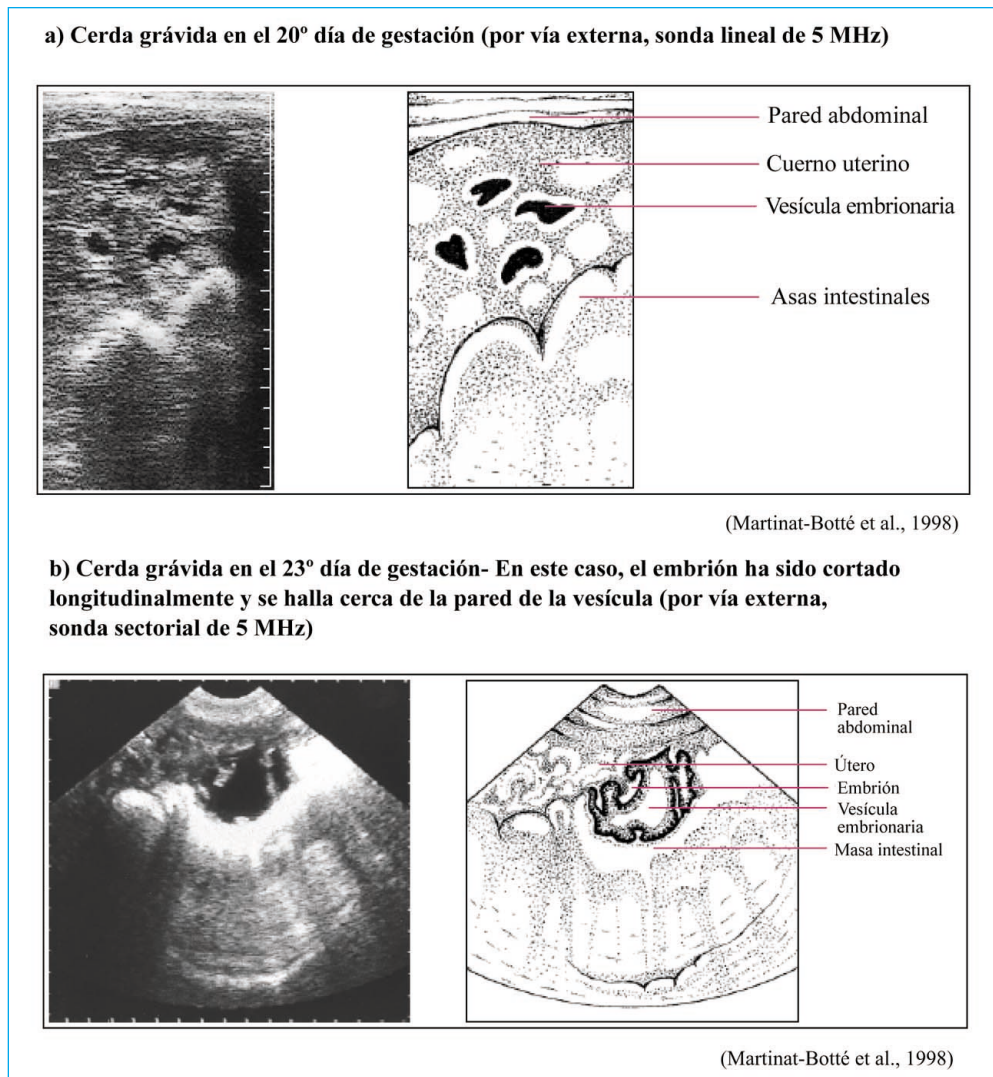 a) Cerda grávida en el 20º día de gestación (por vía externa, sonda lineal de 5 MHz)
Pared abdominal
Cuerno uterino
Vesícula embrionaria
Asas intestinales
(Martinat-Botté et al., 1998)
b) Cerda grávida en el 23º día de gestación- En este caso, el embrión ha sido cortado
longitudinalmente y se halla cerca de la pared de la vesícula (por vía externa,
sonda sectorial de 5 MHz)
Pared
abdominal
Útero
Embrión
Vesícula
embrionaria
Masa intestinal
(Martinat-Botté et al., 1998)